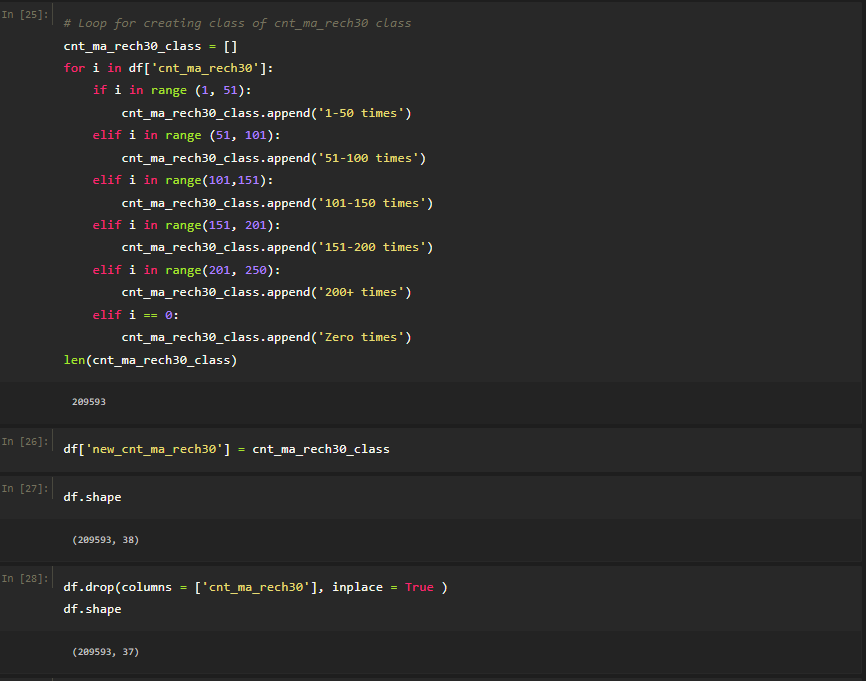 In [25]:
# Loop for creating class of cnt_ma_rech30 class
cnt_ma_rech30_class = []
for i in df['cnt_ma_rech30']:
    if i in range (1, 51):
        cnt_ma_rech30_class.append('1-50 times')
    elif i in range (51, 101):
        cnt_ma_rech30_class.append('51-100 times')
    elif i in range(101,151):
        cnt_ma_rech30_class.append('101-150 times')
    elif i in range(151, 201):
        cnt_ma_rech30_class.append('151-200 times')
    elif i in range(201, 250):
        cnt_ma_rech30_class.append('200+ times')
    elif i == 0:
        cnt_ma_rech30_class.append('Zero times')
len(cnt_ma_rech30_class)
209593
In [26]:
df['new_cnt_ma_rech30'] = cnt_ma_rech30_class
In [27]:
df.shape
(209593, 38)
In [28]:
df.drop(columns = ['cnt_ma_rech30'], inplace = True )
df.shape
(209593, 37)